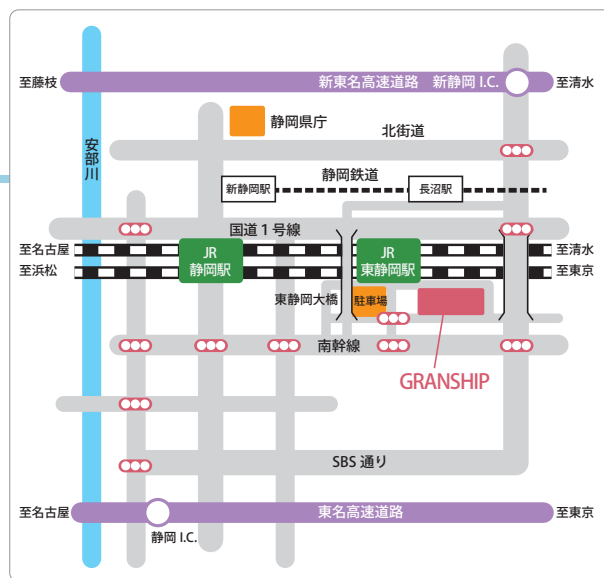 新東名高速道路 新静岡 I.C.
至藤枝
至清水
静岡県庁
北街道
安部川
静岡鉄道
新静岡駅
長沼駅
国道1号線
至名古屋
JR
静岡駅
JR
東静岡駅
至清水
至浜松
至東京
東静岡大橋
駐車場
南幹線
GRANSHIP
SBS 通り
至名古屋
東名高速道路
至東京
静岡 I.C.